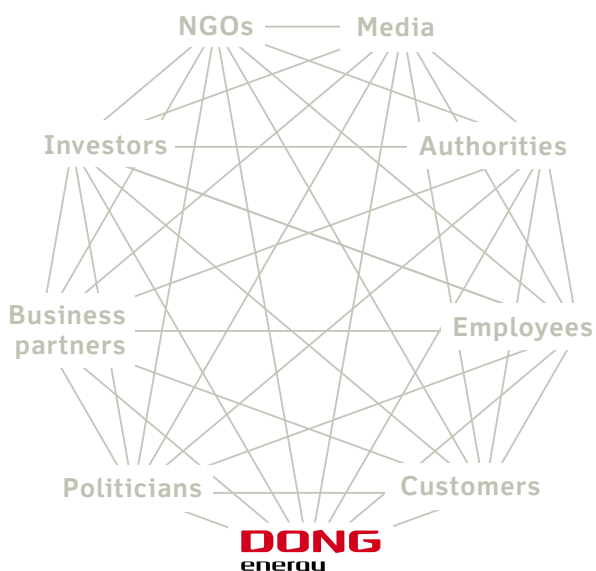 NGOs
Media
Investors
Authorities
Business
partners
Employees
Politicians
Customers
DONG
energy